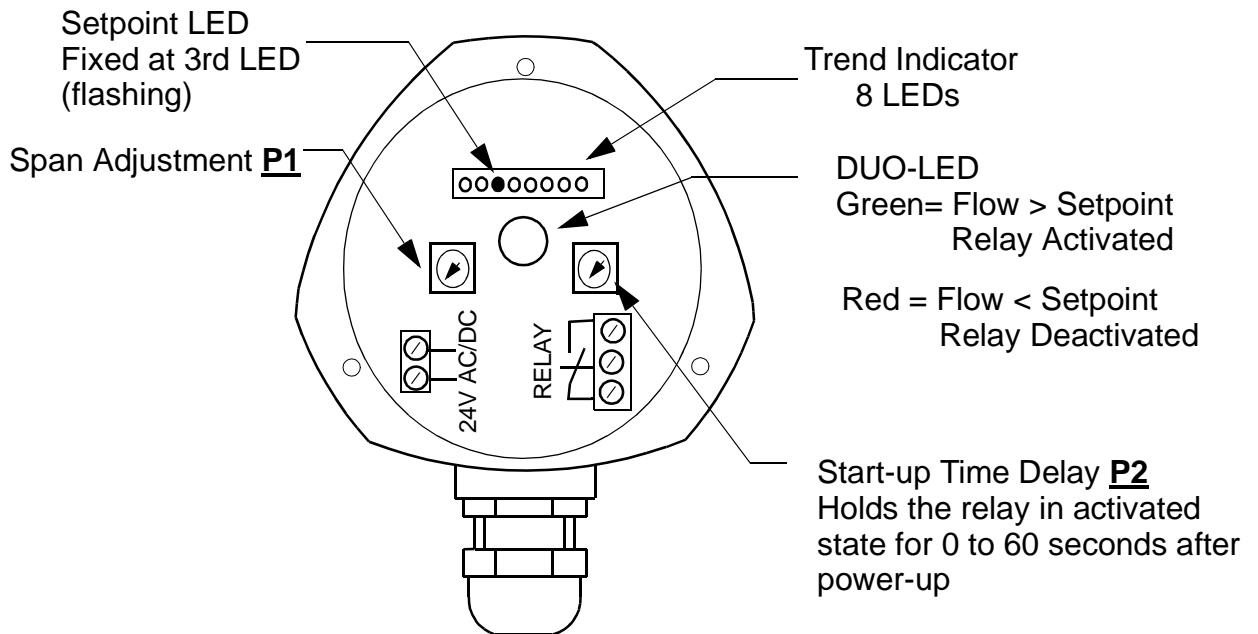 Setpoint LED
Fixed at 3rd LED
(flashing)
Span Adjustment P1
Trend Indicator
8 LEDs
DUO-LED
Green= Flow > Setpoint
Relay Activated
Red = Flow < Setpoint
Relay Deactivated
24V AC/DC
RELAY
Start-up Time Delay P2
Holds the relay in activated
state for 0 to 60 seconds after
power-up